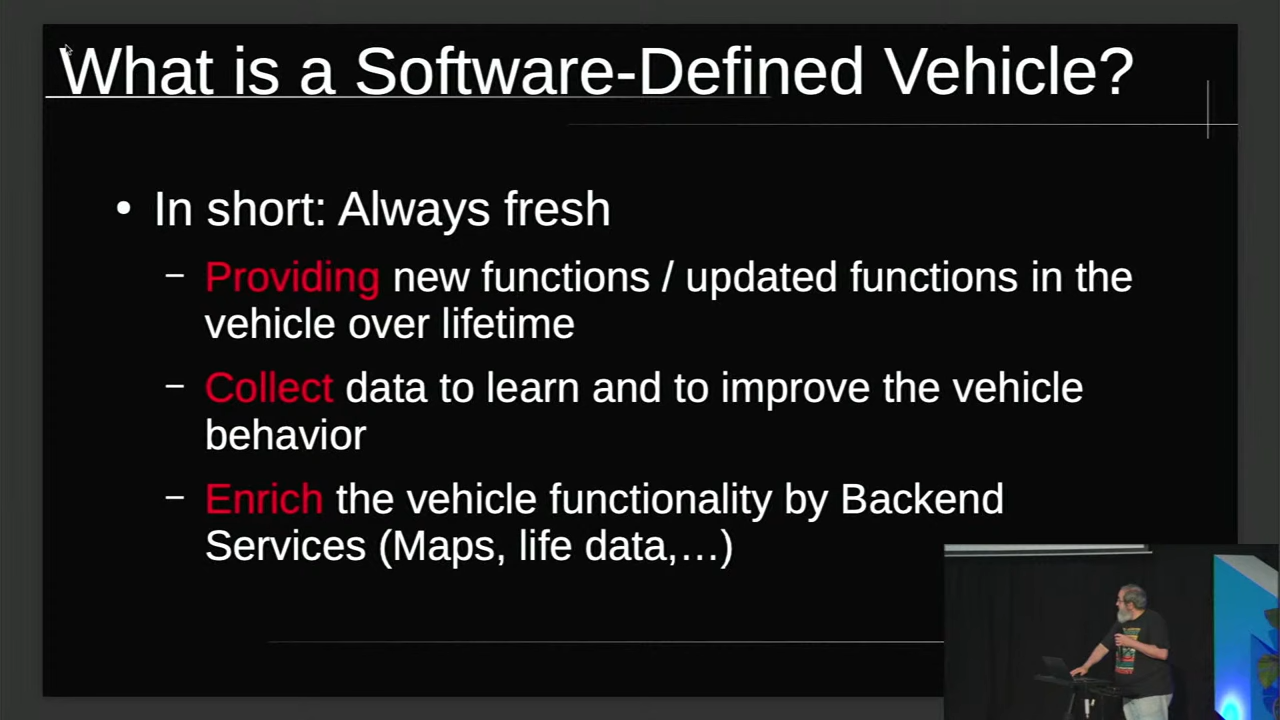 What is a Software-Defined Vehicle?
• In short: Always fresh
– Providing new functions / updated functions in the
vehicle over lifetime
– Collect data to learn and to improve the vehicle
behavior
– Enrich the vehicle functionality by Backend
Services (Maps, life data,…)